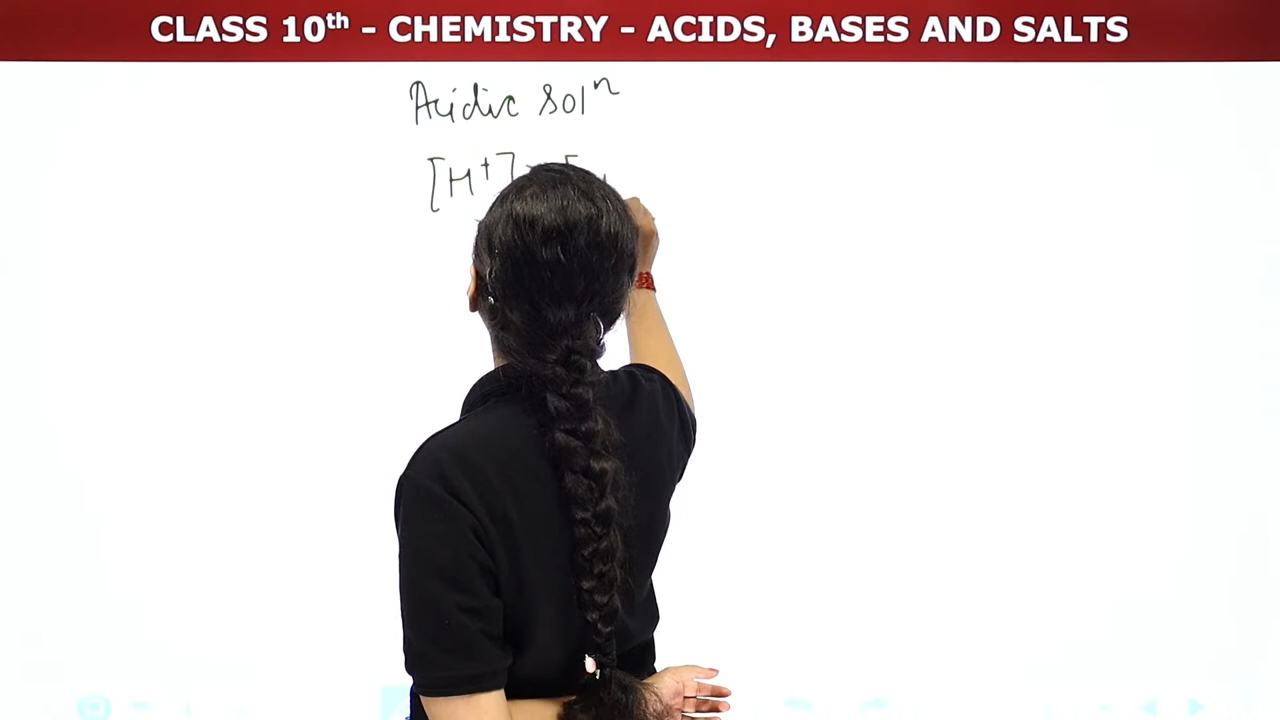 CLASS 10th - CHEMISTRY - ACIDS, BASES AND SALTS
Acidic solⁿ
[H⁺] [